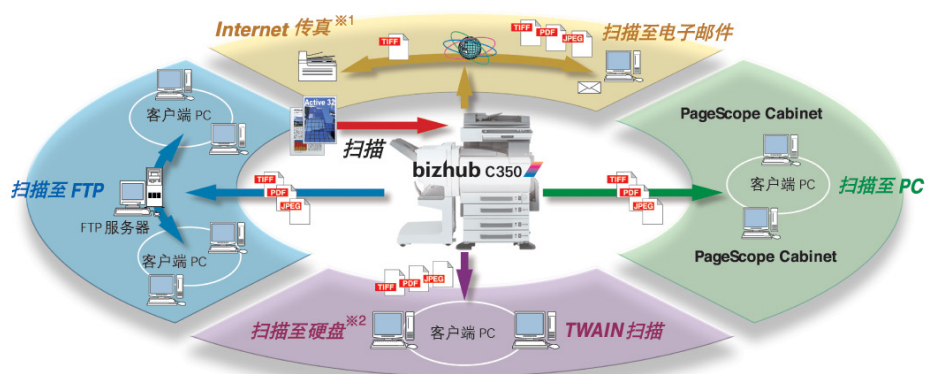 Internet 传真※1
TIFF
TIFF
PDF
JPEG
扫描至电子邮件
客户端 PC
Active 32
扫描
bizhub C350
PageScope Cabinet
扫描至 FTP
TIFF
PDF
JPEG
TIFF
PDF
JPEG
客户端 PC
扫描至 PC
FTP 服务器
客户端 PC
PageScope Cabinet
TIFF
PDF
JPEG
扫描至硬盘※2
客户端 PC
TWAIN 扫描